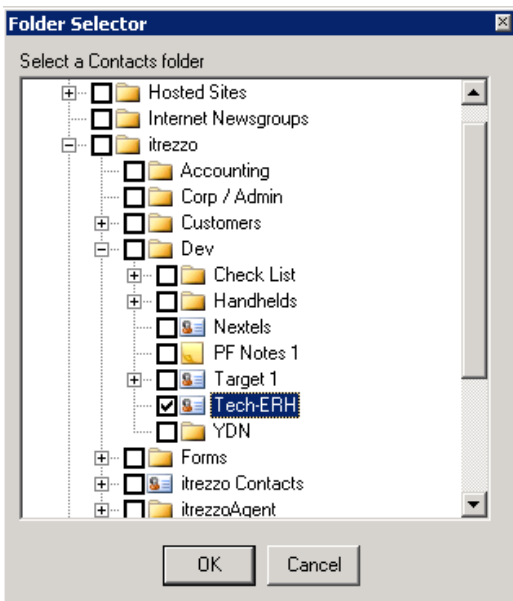 Folder Selector
Select a Contacts folder
Hosted Sites
Internet Newsgroups
itrezzo
Accounting
Corp / Admin
Customers
Dev
Check List
Handhelds
Nextels
PF Notes 1
Target 1
Tech-ERH
YDN
Forms
itrezzo Contacts
itrezzoAgent
OK Cancel